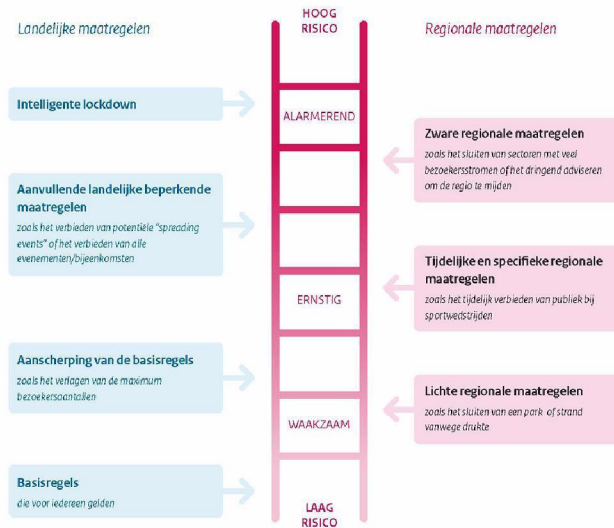 Landelijke maatregelen
HOOG
RISICO
Regionale maatregelen
Intelligente lockdown
ALARMEREND
Zware regionale maatregelen
zoals het sluiten van sectoren met veel
bezoekersstromen of het dringend adviseren
om de regio te mijden
Aanvullende landelijke beperkende
maatregelen
zoals het verbieden van potentiële "spreading
events" of het verbieden van alle
evenementen/bijeenkomsten
Tijdelijke en specifieke regionale
maatregelen
zoals het tijdelijk verbieden van publiek bij
sportwedstrijden
ERNSTIG
Aanscherping van de basisregels
zoals het verlagen van de maximum
bezoekersaantallen
Lichte regionale maatregelen
zoals het sluiten van een park of strand
vanwege drukte
WAAKZAAM
Basisregels
die voor iedereen gelden
LAAG
RISICO